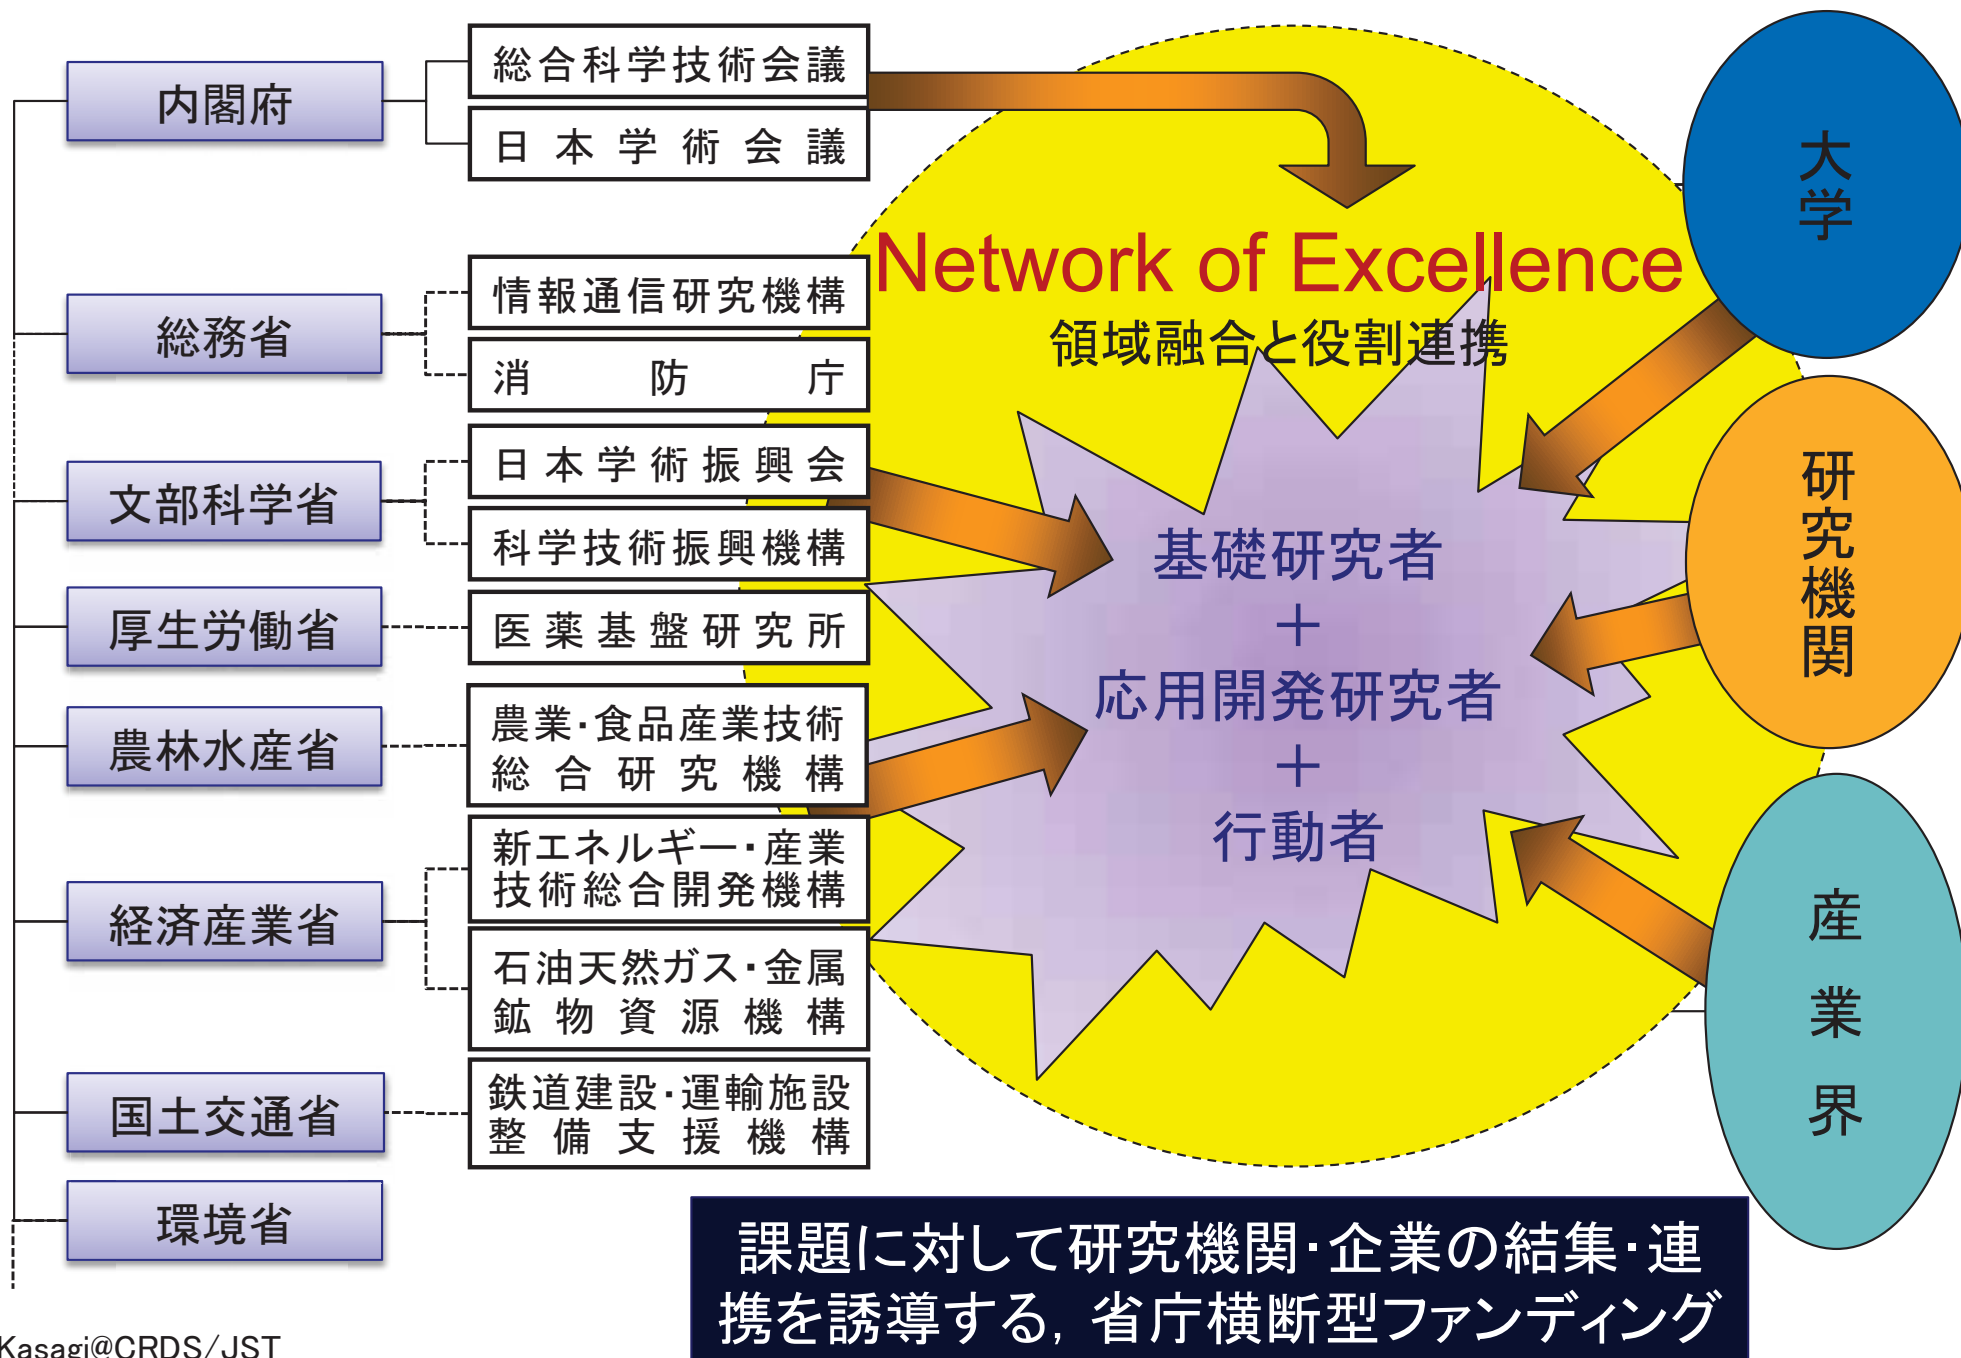 内閣府
総合科学技術会議
日本学術会議
総務省
情報通信研究機構
消防庁
文部科学省
日本学術振興会
科学技術振興機構
厚生労働省
医薬基盤研究所
農林水産省
農業・食品産業技術
総合研究機構
経済産業省
新エネルギー・産業
技術総合開発機構
石油天然ガス・金属
鉱物資源機構
国土交通省
鉄道建設・運輸施設
整備支援機構
環境省
Network of Excellence
領域融合と役割連携
基礎研究者
＋
応用開発研究者
＋
行動者
大学
研究機関
産業界
課題に対して研究機関・企業の結集・連
携を誘導する，省庁横断型ファンディング
Kasagi@CRDS/JST